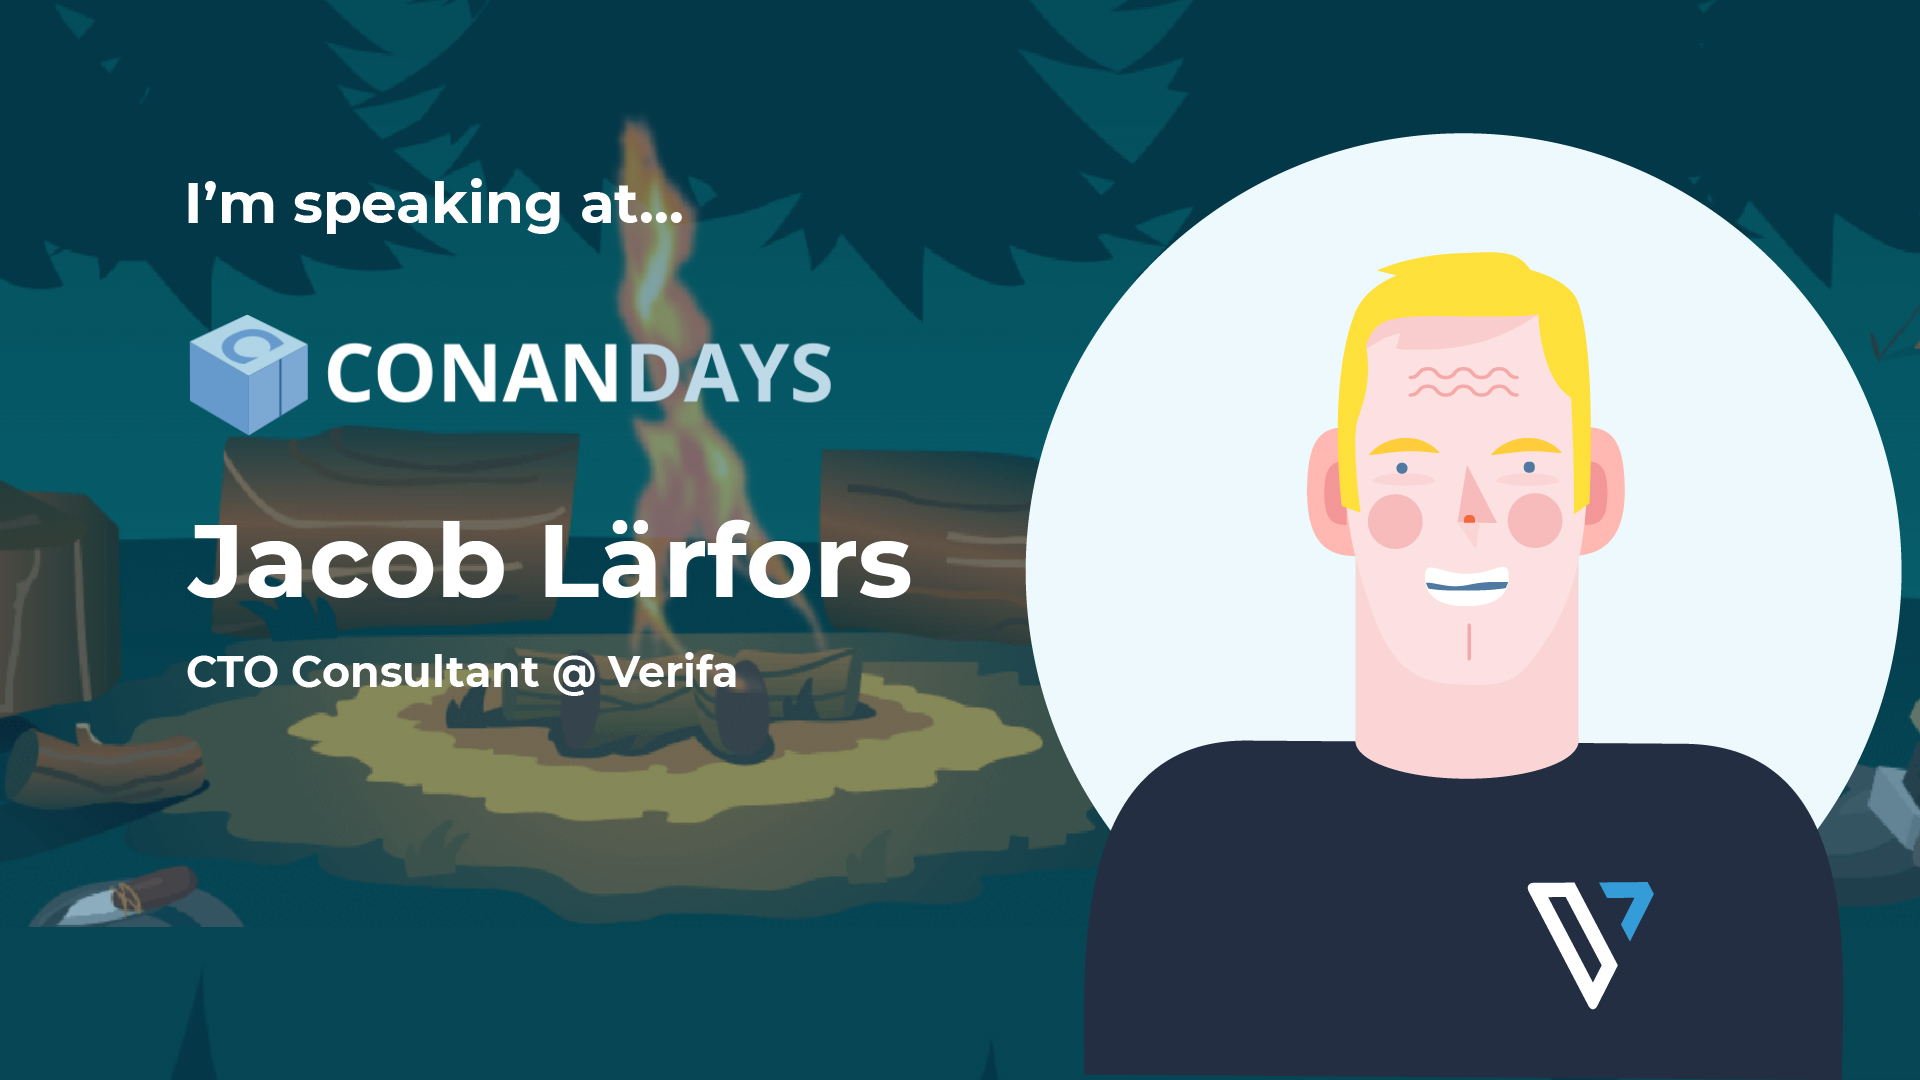 I’m speaking at...
CONANDAYS
Jacob Lärfors
CTO Consultant @ Verifa